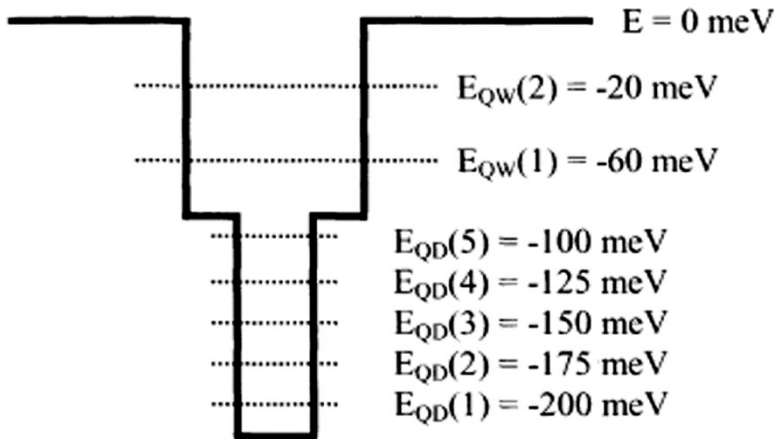 E = 0 meV
E_QW(2) = -20 meV
E_QW(1) = -60 meV
E_QD(5) = -100 meV
E_QD(4) = -125 meV
E_QD(3) = -150 meV
E_QD(2) = -175 meV
E_QD(1) = -200 meV